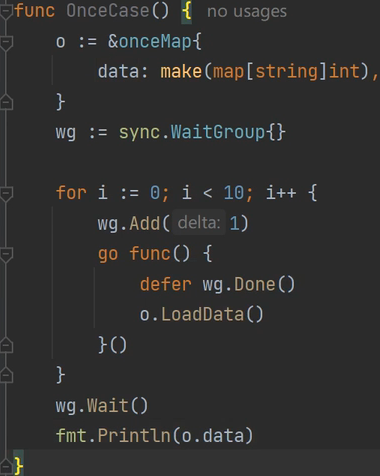 func OnceCase() { no usages
    o := &onceMap{
        data: make(map[string]int),
    }
    wg := sync.WaitGroup{}

    for i := 0; i < 10; i++ {
        wg.Add( delta: 1)
        go func() {
            defer wg.Done()
            o.LoadData()
        }()
    }
    wg.Wait()
    fmt.Println(o.data)
}